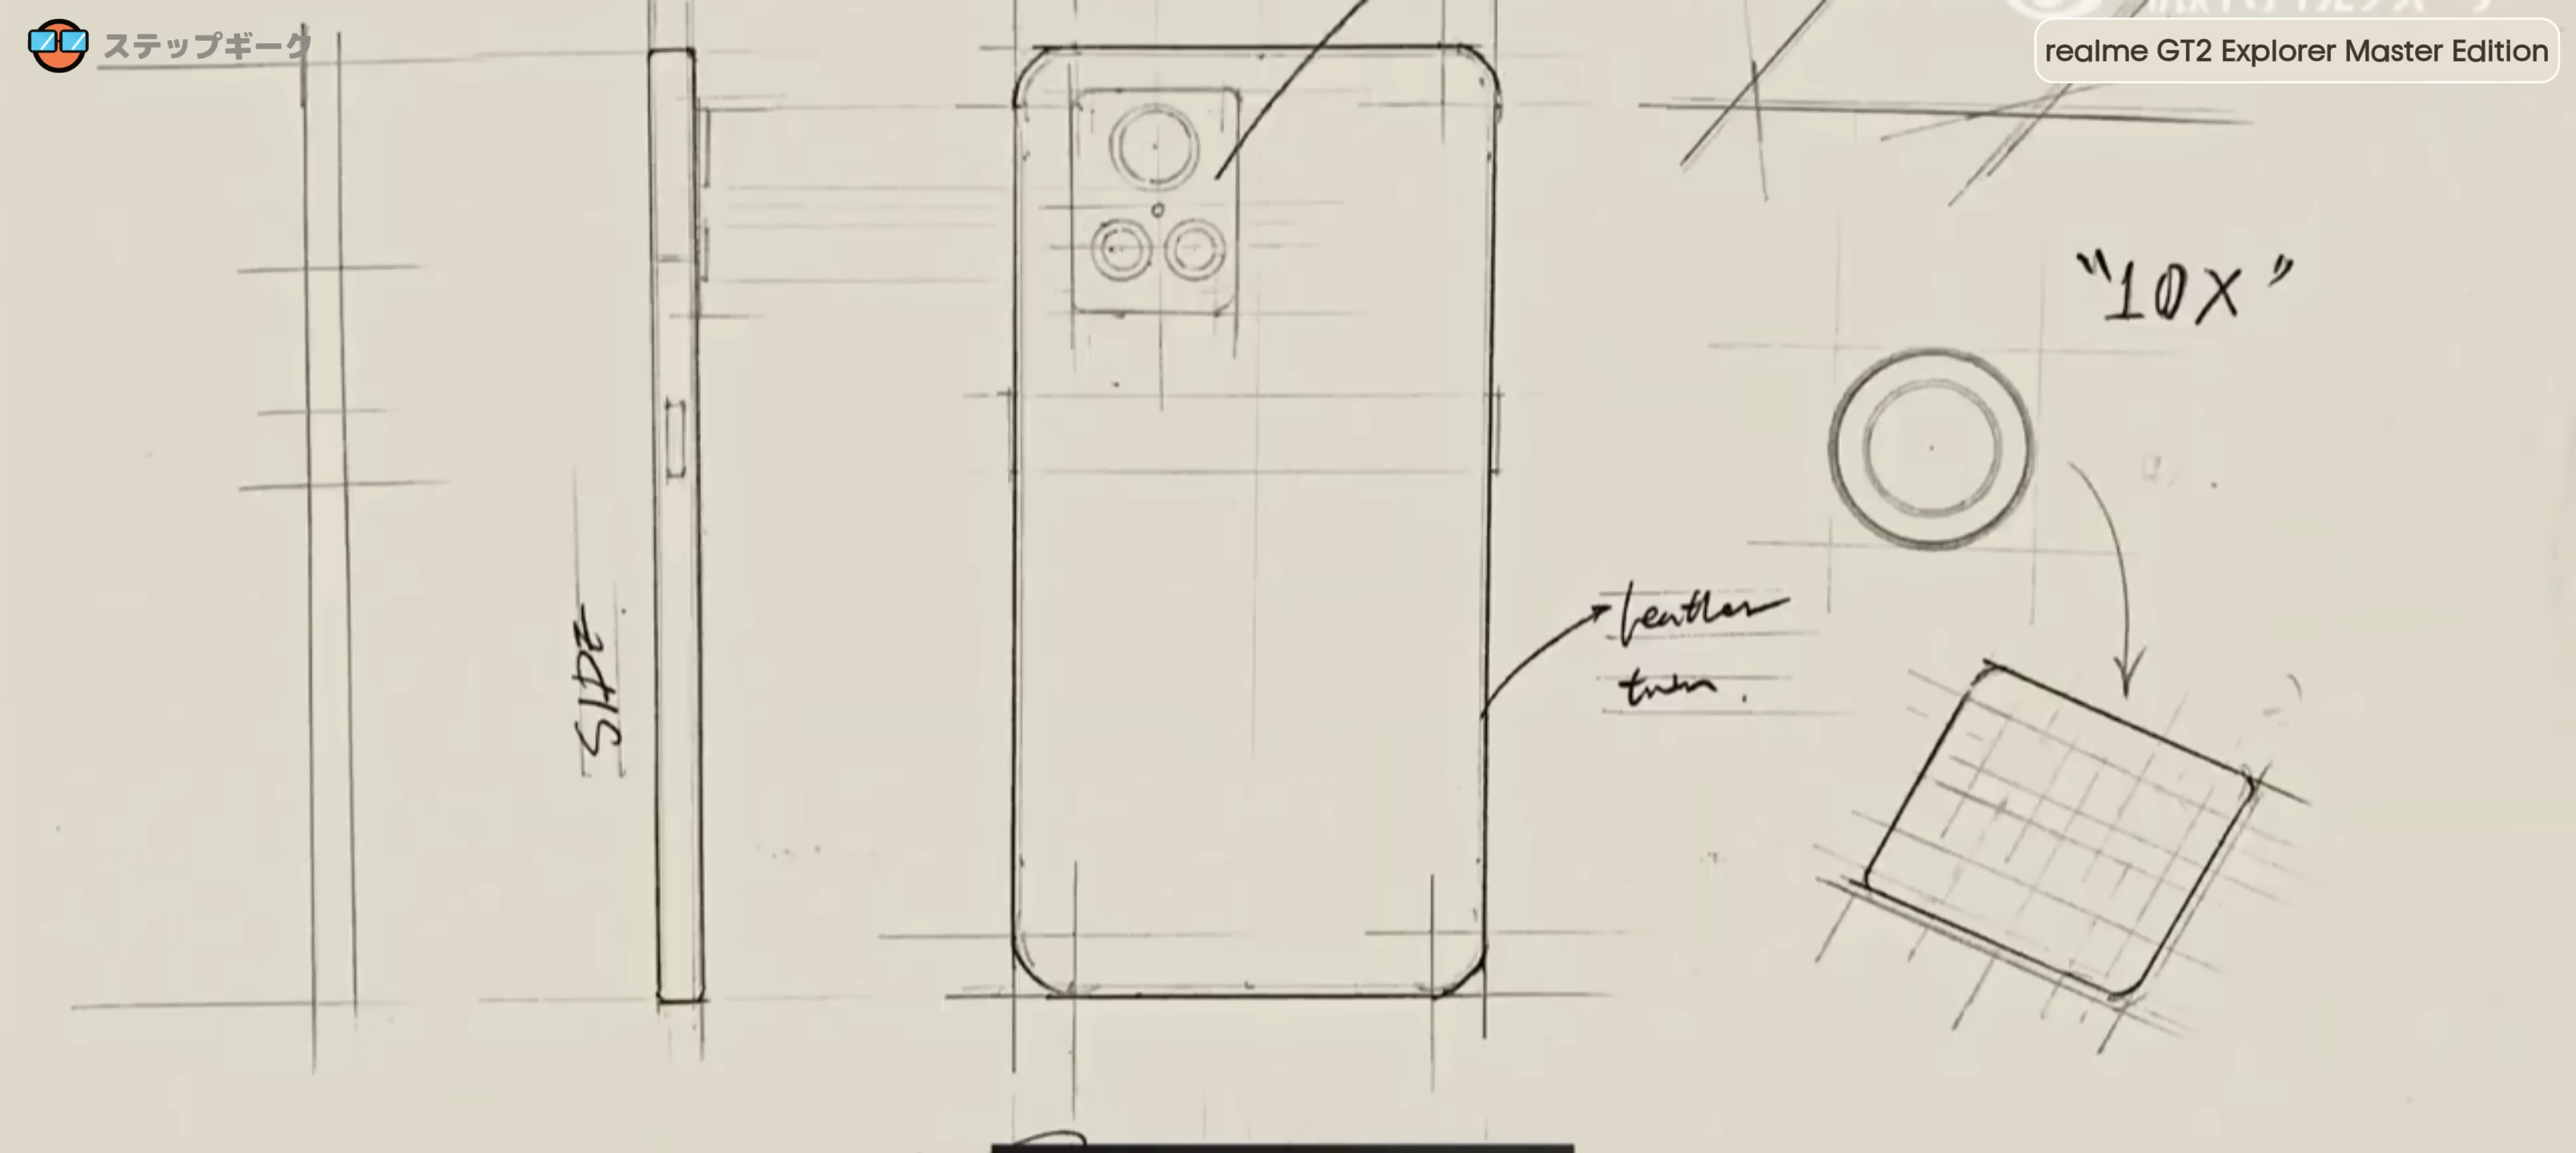 ステップギーク
realme GT2 Explorer Master Edition
"10X"
SIDE
leather